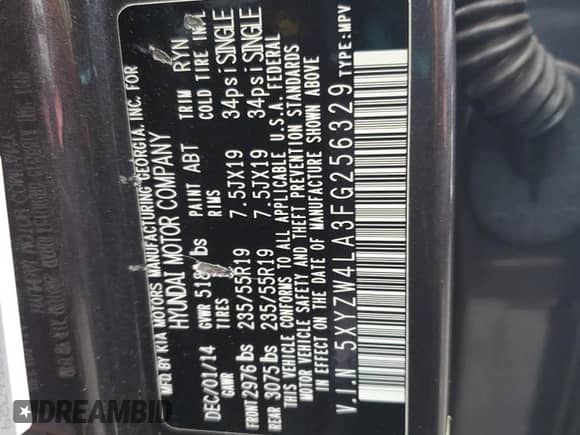 MFD BY KIA MOTORS MANUFACTURING GEORGIA, INC. FOR
HYUNDAI MOTOR COMPANY
DEC/01/14 GVWR lbs PAINT ABT TRIM RYN
GAWR TIRES RIMS COLD TIRE
FRONT 2976 lbs 235/55R19 7.5JX19 34psi SINGLE
REAR 3075 lbs 235/55R19 7.5JX19 34psi SINGLE
THIS VEHICLE CONFORMS TO ALL APPLICABLE U.S.A. FEDERAL
MOTOR VEHICLE SAFETY AND THEFT PREVENTION STANDARDS
IN EFFECT ON THE DATE OF MANUFACTURE SHOWN ABOVE
V.I.N 5XYZW4LA3FG256329 TYPE:MPV
IDREAMBID